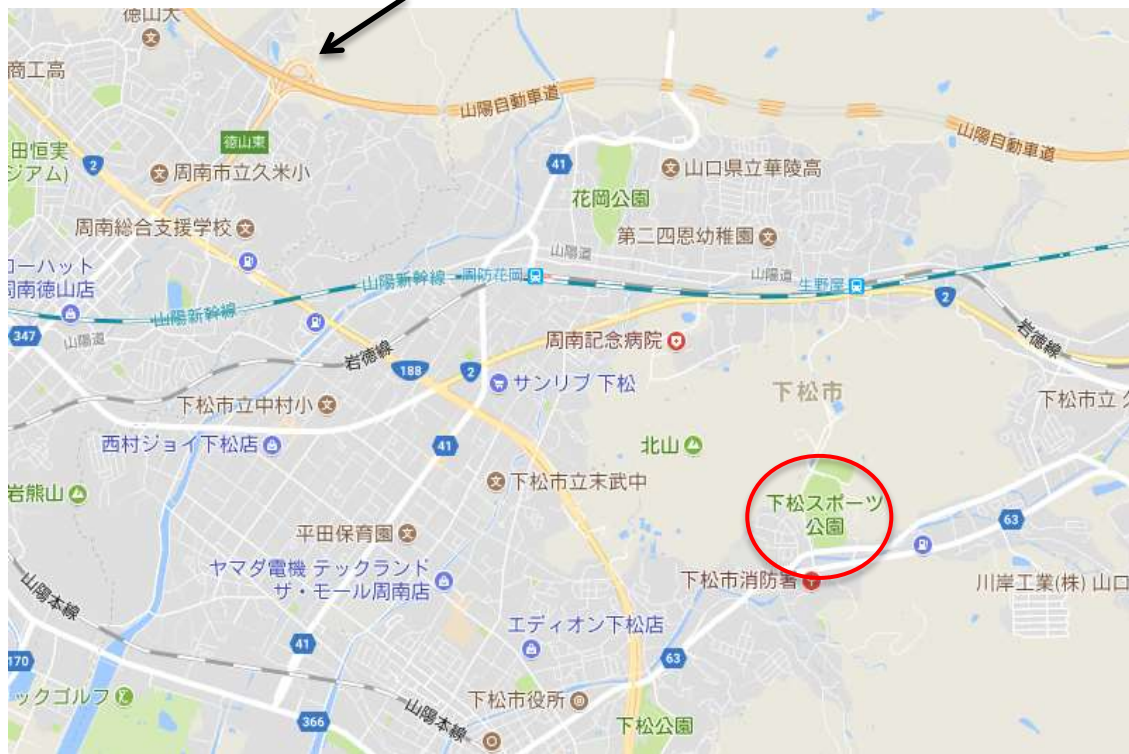 徳山大
商工高
山陽自動車道
徳山東
山陽自動車道
田恒実
ジアム)
2
周南市立久米小
41
山口県立華陵高
花岡公園
周南総合支援学校
第二四恩幼稚園
山陽道
ローハット
周南徳山店
山陽新幹線
周防花岡
山陽道
生野屋
2
山陽新幹線
347
山陽道
岩徳線
周南記念病院
岩徳線
188
2
サンリブ 下松
下松市
下松市立中村小
下松市立
西村ジョイ下松店
41
北山
岩熊山
下松市立末武中
下松スポーツ
公園
63
平田保育園
ヤマダ電機 テックランド
ザ・モール周南店
下松市消防署
川岸工業(株) 山口
山陽本線
エディオン下松店
41
170
63
ックゴルフ
下松市役所
366
山陽本線
下松公園